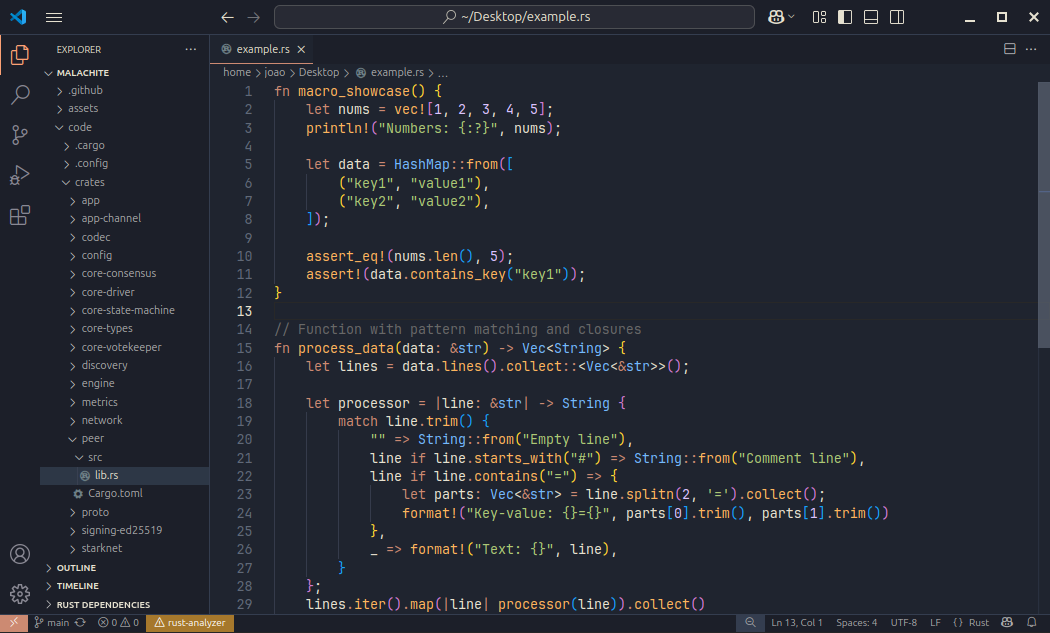 ~/Desktop/example.rs
EXPLORER
MALACHITE
.github
assets
code
.cargo
.config
crates
app
app-channel
codec
config
core-consensus
core-driver
core-state-machine
core-types
core-votekeeper
discovery
engine
metrics
network
peer
src
lib.rs
Cargo.toml
proto
signing-ed25519
starknet
OUTLINE
TIMELINE
RUST DEPENDENCIES
example.rs
home > joao > Desktop > example.rs > ...
1 fn macro_showcase() {
2     let nums = vec![1, 2, 3, 4, 5];
3     println!("Numbers: {:?}", nums);
4
5     let data = HashMap::from([
6         ("key1", "value1"),
7         ("key2", "value2"),
8     ]);
9
10     assert_eq!(nums.len(), 5);
11     assert!(data.contains_key("key1"));
12 }
13
14 // Function with pattern matching and closures
15 fn process_data(data: &str) -> Vec<String> {
16     let lines = data.lines().collect::<Vec<&str>>();
17
18     let processor = |line: &str| -> String {
19         match line.trim() {
20             "" => String::from("Empty line"),
21             line if line.starts_with("#") => String::from("Comment line"),
22             line if line.contains("=") => {
23                 let parts: Vec<&str> = line.splitn(2, '=').collect();
24                 format!("Key-value: {}={}", parts[0].trim(), parts[1].trim())
25             },
26             _ => format!("Text: {}", line),
27         }
28     };
29     lines.iter().map(|line| processor(line)).collect()
main 0 0 rust-analyzer Ln 13, Col 1 Spaces: 4 UTF-8 LF {} Rust